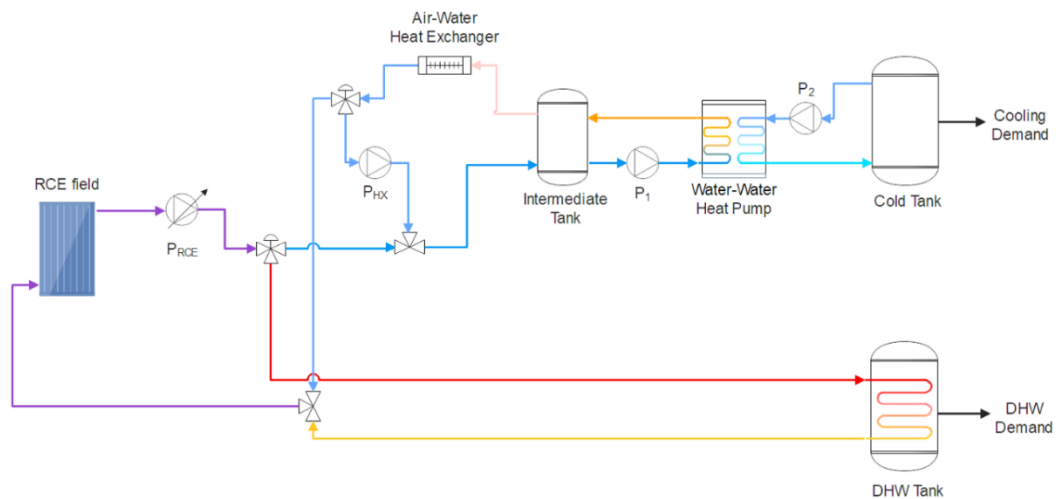 Air-Water
Heat Exchanger
P2
Cooling
Demand
PHX
RCE field
Intermediate
Tank
P1
Water-Water
Heat Pump
Cold Tank
PRCE
DHW
Demand
DHW Tank